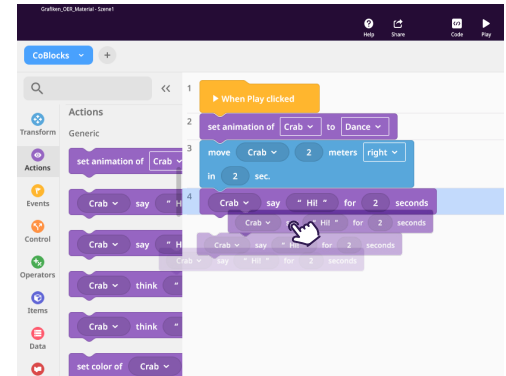 Grafiken_OER_Material - Szene1
Help
Share
Code
Play
CoBlocks
+
Transform
Actions
Events
Control
Operators
Items
Data
Actions
Generic
set animation of Crab
Crab say " H
Crab say " H
Crab think "
Crab think "
set color of Crab
1
When Play clicked
2
set animation of Crab to Dance
3
move Crab 2 meters right
in 2 sec.
4
Crab say " Hi! " for 2 seconds
Crab " Hi! " for 2 seconds
Crab say " Hi! " for 2 seconds
Crab say " Hi! " for 2 seconds